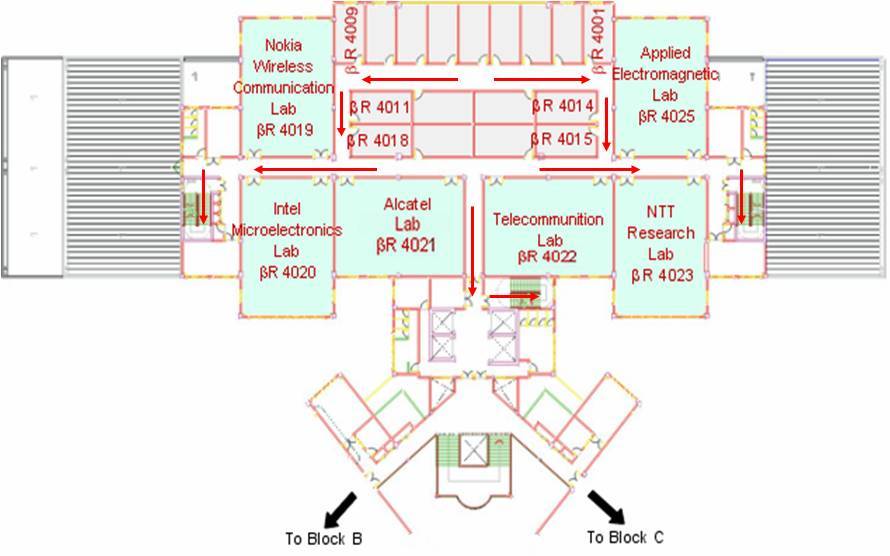 βR 4009
βR 4001
Nokia
Wireless
Communication
Lab
βR 4019
Applied
Electromagnetic
Lab
βR 4025
βR 4011
βR 4014
βR 4018
βR 4015
Intel
Microelectronics
Lab
βR 4020
Alcatel
Lab
βR 4021
Telecommunition
Lab
βR 4022
NTT
Research
Lab
βR 4023
To Block B
To Block C